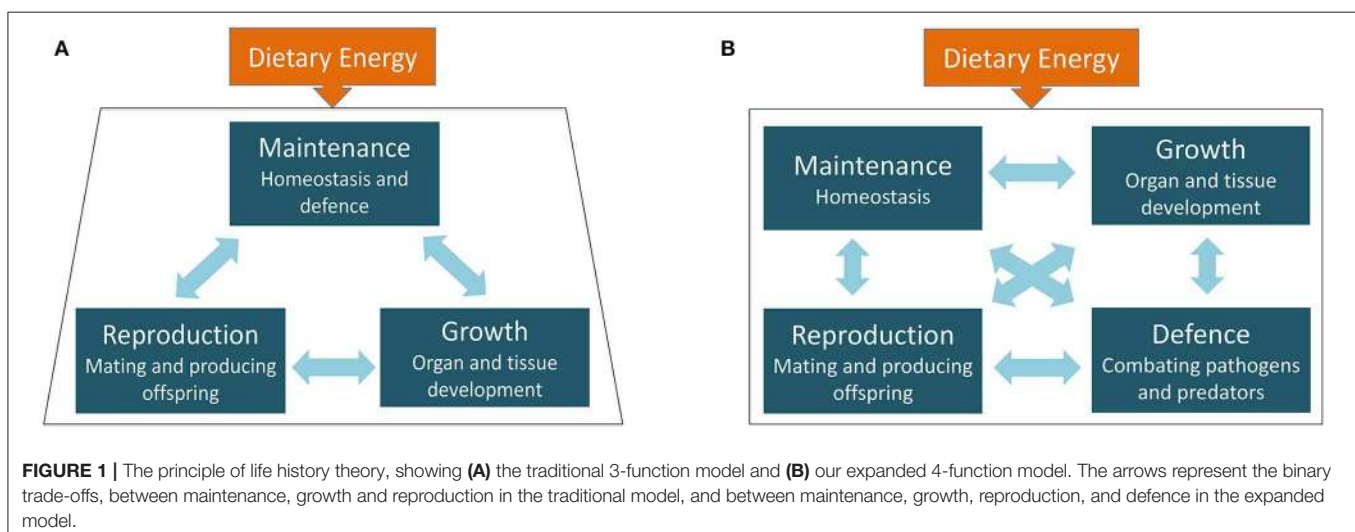 A
Dietary Energy
Maintenance
Homeostasis and
defence
Reproduction
Mating and producing
offspring
Growth
Organ and tissue
development
B
Dietary Energy
Maintenance
Homeostasis
Growth
Organ and tissue
development
Reproduction
Mating and producing
offspring
Defence
Combating pathogens
and predators
FIGURE 1 | The principle of life history theory, showing (A) the traditional 3-function model and (B) our expanded 4-function model. The arrows represent the binary
trade-offs, between maintenance, growth and reproduction in the traditional model, and between maintenance, growth, reproduction, and defence in the expanded
model.